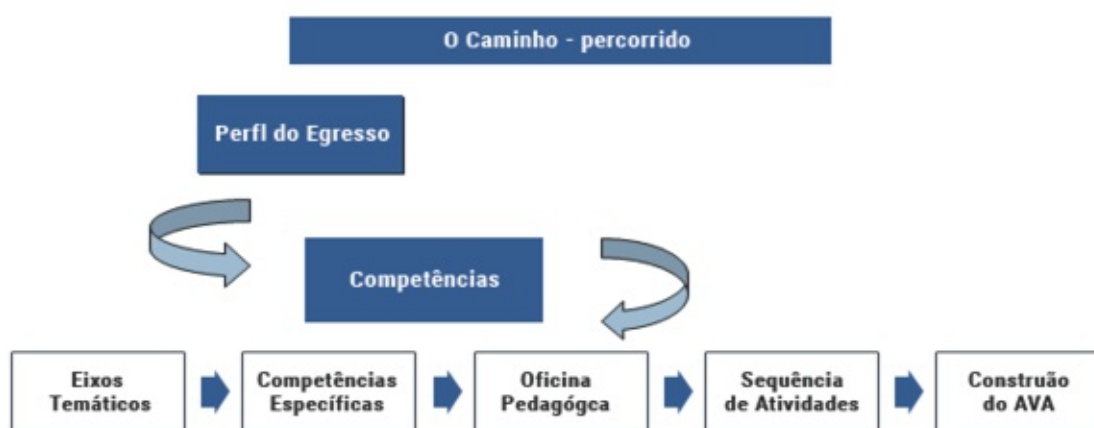 O Caminho - percorrido
Perfl do Egresso
Competências
Eixos
Temáticos
Competências
Específicas
Oficina
Pedagógca
Sequência
de Atividades
Construão
do AVA